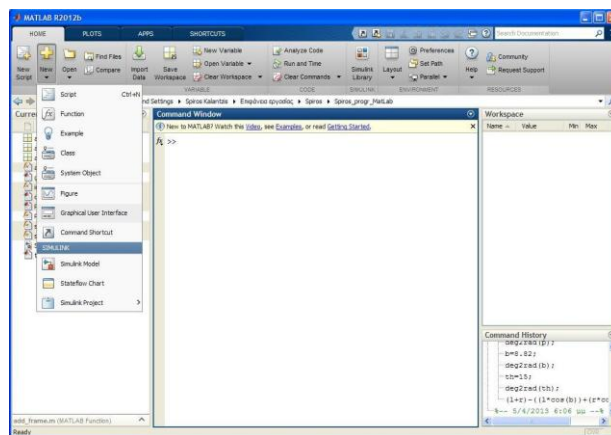 MATLAB R2012b
HOME PLOTS APPS SHORTCUTS Search Documentation
New Script New Open Find Files Compare Import Data Save Workspace New Variable Open Variable Clear Workspace Analyze Code Run and Time Clear Commands Simulink Library Layout Preferences Set Path Parallel Help Community Request Support
VARIABLE CODE SIMULINK ENVIRONMENT RESOURCES
nd Settings Spiros Kalantzis Επιφάνεια εργασίας Spiros Spiros_progr_MatLab
Script Ctrl+N
Function
Example
Class
System Object
Figure
Graphical User Interface
Command Shortcut
SIMULINK
Simulink Model
Stateflow Chart
Simulink Project
Curre
Command Window
New to MATLAB? Watch this Video, see Examples, or read Getting Started.
fx >>
Workspace
Name Value Min Max
Command History
deg2rad(p);
b=8.82;
deg2rad(b);
th=15;
deg2rad(th);
(l+r)-((l*cos(b))+(r*co
%-- 5/4/2013 6:06 μμ --%
add_frame.m (MATLAB Function)
Ready